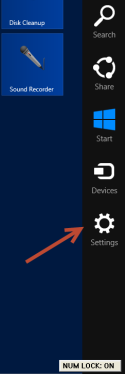 Disk Cleanup
Search
Sound Recorder
Share
Start
Devices
Settings
NUM LOCK: ON